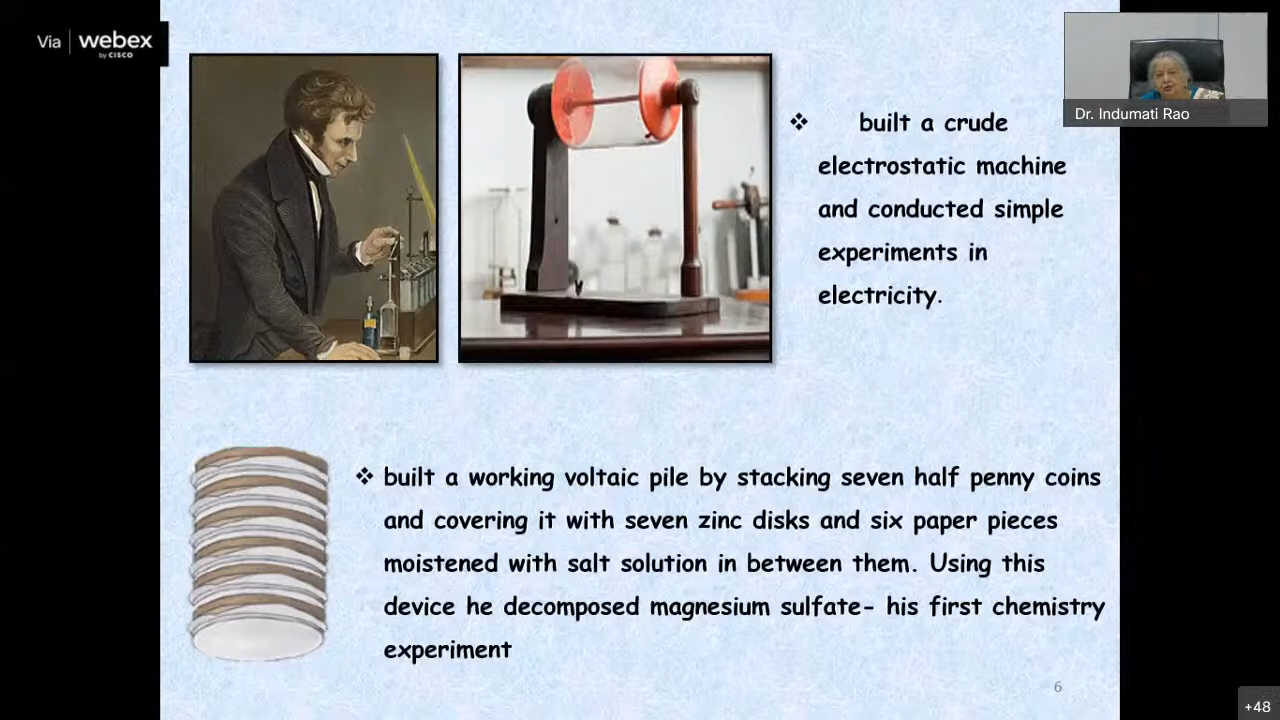 Via webex
by CISCO
Dr. Indumati Rao
❖ built a crude
electrostatic machine
and conducted simple
experiments in
electricity.
❖ built a working voltaic pile by stacking seven half penny coins
and covering it with seven zinc disks and six paper pieces
moistened with salt solution in between them. Using this
device he decomposed magnesium sulfate- his first chemistry
experiment
6
+48